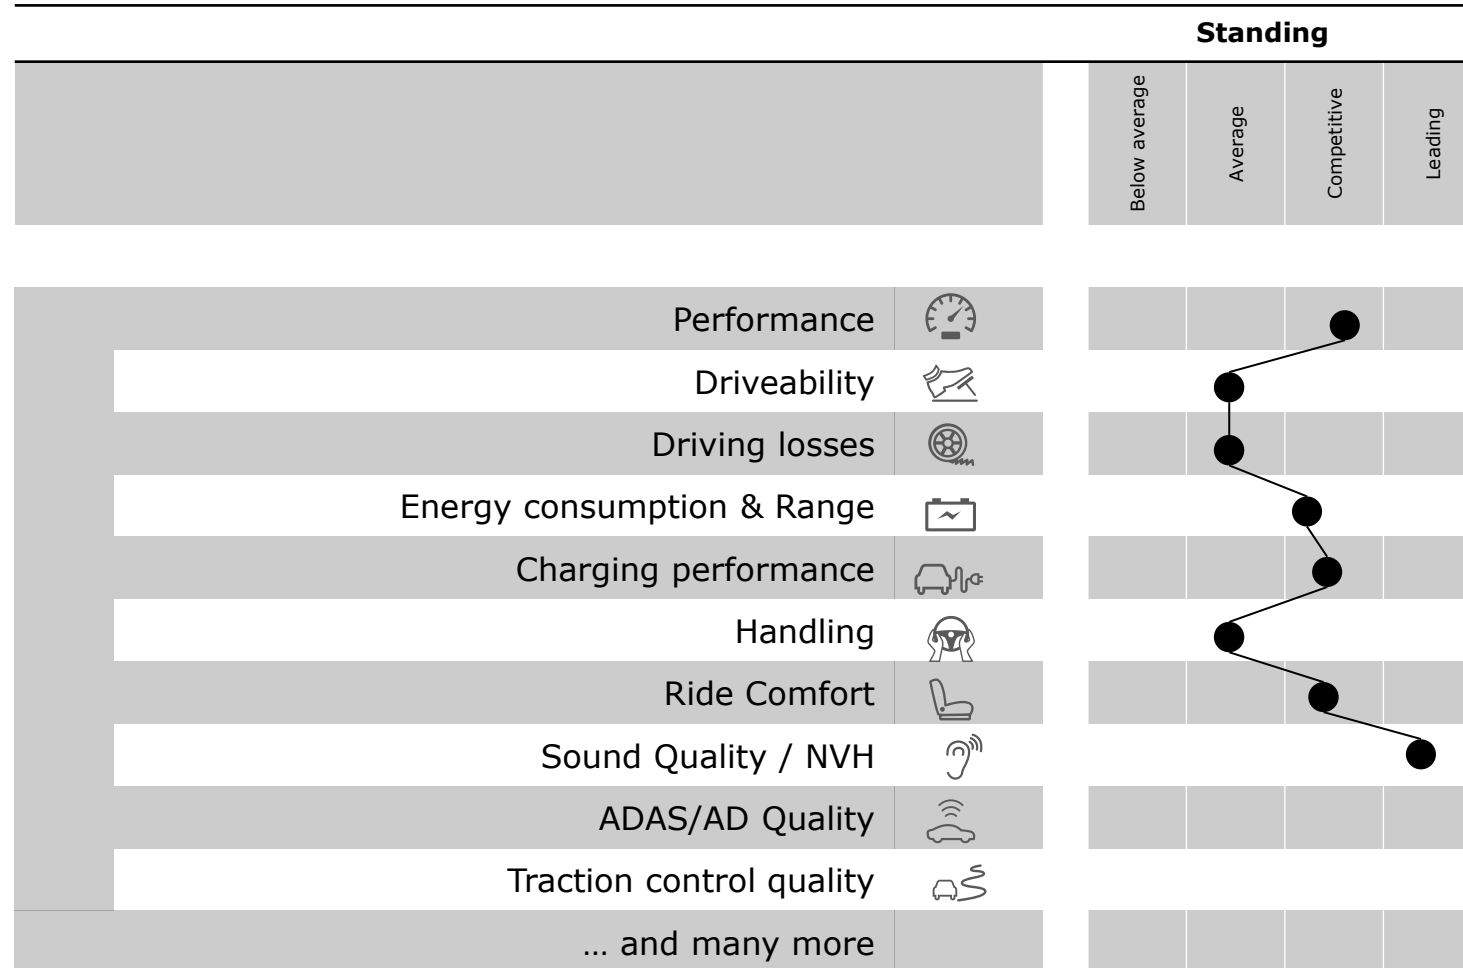 Standing
Below average
Average
Competitive
Leading
Performance
Driveability
Driving losses
Energy consumption & Range
Charging performance
Handling
Ride Comfort
Sound Quality / NVH
ADAS/AD Quality
Traction control quality
… and many more